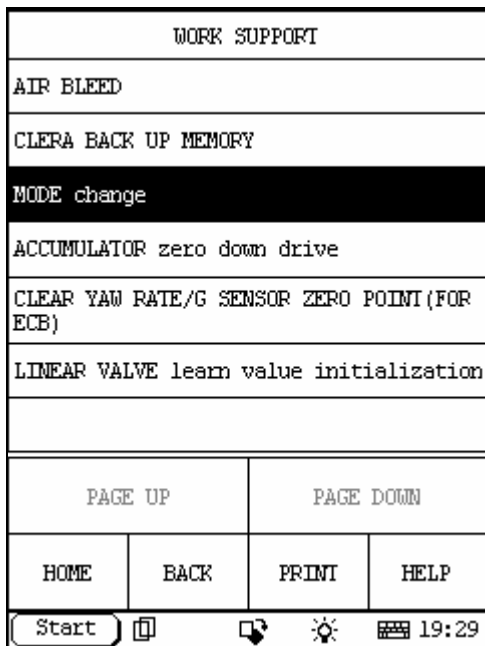 WORK SUPPORT
AIR BLEED
CLERA BACK UP MEMORY
MODE change
ACCUMULATOR zero down drive
CLEAR YAW RATE/G SENSOR ZERO POINT(FOR
ECB)
LINEAR VALVE learn value initialization
PAGE UP PAGE DOWN
HOME BACK PRINT HELP
Start 19:29